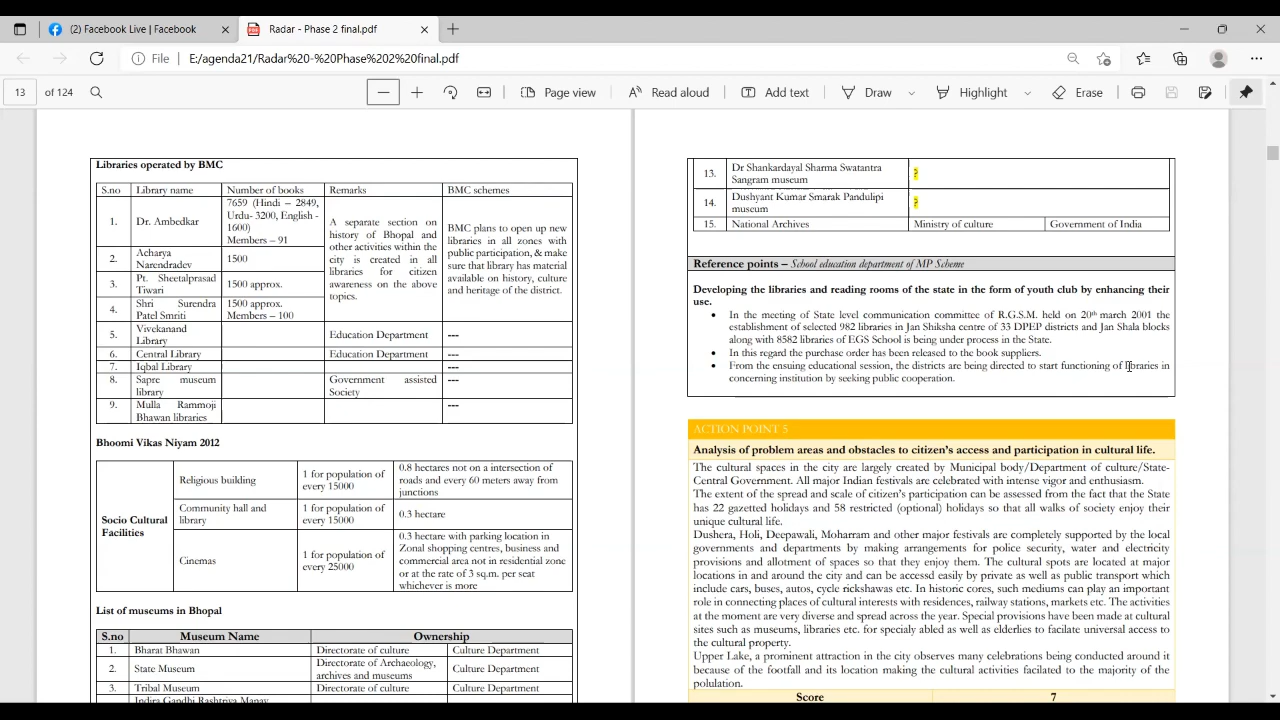 (2) Facebook Live | Facebook
Radar - Phase 2 final.pdf
File
E:/agenda21/Radar%20-%20Phase%202%20final.pdf
13
of 124
Page view
Read aloud
Add text
Draw
Highlight
Erase
Libraries operated by BMC
S.no Library name Number of books Remarks BMC schemes
1. Dr. Ambedkar
7659 (Hindi – 2849,
Urdu- 3200, English -
1600)
Members – 91
2. Acharya
Narendradev
1500
3. Pt. Sheetalprasad
Tiwari
1500 approx.
4. Shri Surendra
Patel Smriti
1500 approx.
Members – 100
A separate section on
history of Bhopal and
other activities within the
city is created in all
libraries for citizen
awareness on the above
topics.
BMC plans to open up new
libraries in all zones with
public participation, & make
sure that library has material
available on history, culture
and heritage of the district.
5. Vivekanand
Library
Education Department ---
6. Central Library Education Department ---
7. Iqbal Library ---
8. Sapre museum
library
Government assisted
Society
---
9. Mulla Rammoji
Bhawan libraries
---
Bhoomi Vikas Niyam 2012
Socio Cultural
Facilities
Religious building
1 for population of
every 15000
0.8 hectares not on a intersection of
roads and every 60 meters away from
junctions
Community hall and
library
1 for population of
every 15000
0.3 hectare
Cinemas
1 for population of
every 25000
0.3 hectare with parking location in
Zonal shopping centres, business and
commercial area not in residential zone
or at the rate of 3 sq.m. per seat
whichever is more
List of museums in Bhopal
S.no Museum Name Ownership
1. Bharat Bhawan Directorate of culture Culture Department
2. State Museum
Directorate of Archaeology,
archives and museums
Culture Department
3. Tribal Museum Directorate of culture Culture Department
Indira Gandhi Rashtriya Manav
13. Dr Shankardayal Sharma Swatantra
Sangram museum
?
14. Dushyant Kumar Smarak Pandulipi
museum
?
15. National Archives Ministry of culture Government of India
Reference points – School education department of MP Scheme
Developing the libraries and reading rooms of the state in the form of youth club by enhancing their
use.
• In the meeting of State level communication committee of R.G.S.M. held on 20th march 2001 the
establishment of selected 982 libraries in Jan Shiksha centre of 33 DPEP districts and Jan Shala blocks
along with 8582 libraries of EGS School is being under process in the State.
• In this regard the purchase order has been released to the book suppliers.
• From the ensuing educational session, the districts are being directed to start functioning of libraries in
concerning institution by seeking public cooperation.
ACTION POINT 5
Analysis of problem areas and obstacles to citizen's access and participation in cultural life.
The cultural spaces in the city are largely created by Municipal body/Department of culture/State-
Central Government. All major Indian festivals are celebrated with intense vigor and enthusiasm.
The extent of the spread and scale of citizen's participation can be assessed from the fact that the State
has 22 gazetted holidays and 58 restricted (optional) holidays so that all walks of society enjoy their
unique cultural life.
Dushera, Holi, Deepawali, Moharram and other major festivals are completely supported by the local
governments and departments by making arrangements for police security, water and electricity
provisions and allotment of spaces so that they enjoy them. The cultural spots are located at major
locations in and around the city and can be accessd easily by private as well as public transport which
include cars, buses, autos, cycle rickshawas etc. In historic cores, such mediums can play an important
role in connecting places of cultural interests with residences, railway stations, markets etc. The activities
at the moment are very diverse and spread across the year. Special provisions have been made at cultural
sites such as museums, libraries etc. for specialy abled as well as elderlies to facilate universal access to
the cultural property.
Upper Lake, a prominent attraction in the city observes many celebrations being conducted around it
because of the footfall and its location making the cultural activities facilated to the majority of the
polulation.
Score 7